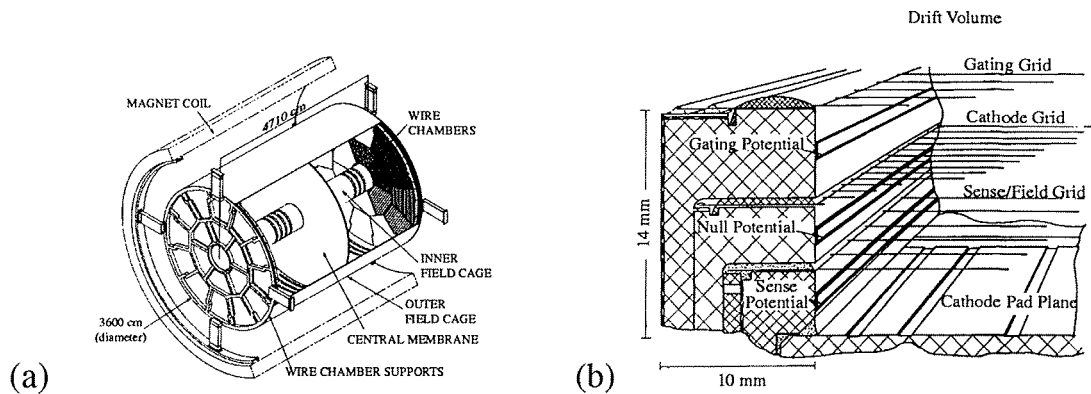 (a)
MAGNET COIL
4710 cm
WIRE
CHAMBERS
INNER
FIELD CAGE
OUTER
FIELD CAGE
CENTRAL MEMBRANE
3600 cm
(diameter)
WIRE CHAMBER SUPPORTS
(b)
Drift Volume
Gating Grid
Cathode Grid
Gating Potential
Sense/Field Grid
Null Potential
14 mm
Sense
Potential
Cathode Pad Plane
10 mm